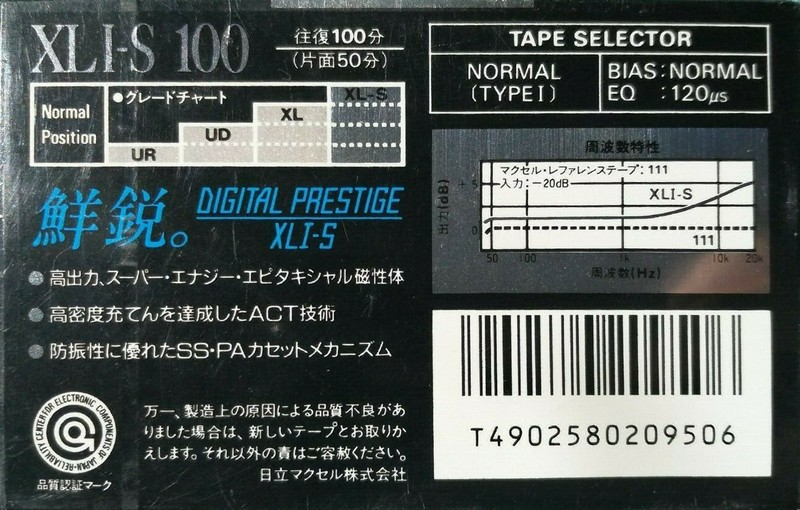 XLI-S 100
往復100分
(片面50分)
Normal
Position
●グレードチャート
UR
UD
XL
XL-S
鮮鋭。
DIGITAL PRESTIGE
XLI-S
● 高出力、スーパー・エナジー・エピタキシャル磁性体
● 高密度充てんを達成したACT技術
● 防振性に優れたSS・PAカセットメカニズム
RELIABILITY CENTER FOR ELECTRONIC COMPONENTS OF JAPAN
品質認証マーク
万一、製造上の原因による品質不良があ
りました場合は、新しいテープとお取りか
えします。それ以外の責はご容赦ください。
日立マクセル株式会社
TAPE SELECTOR
NORMAL
(TYPE I)
BIAS:NORMAL
EQ :120μs
周波数特性
マクセル・レファレンステープ:111
入力:−20dB
出力(dB)
+5
0
XLI-S
111
50 100 1k 10k 20k
周波数(Hz)
T4902580209506